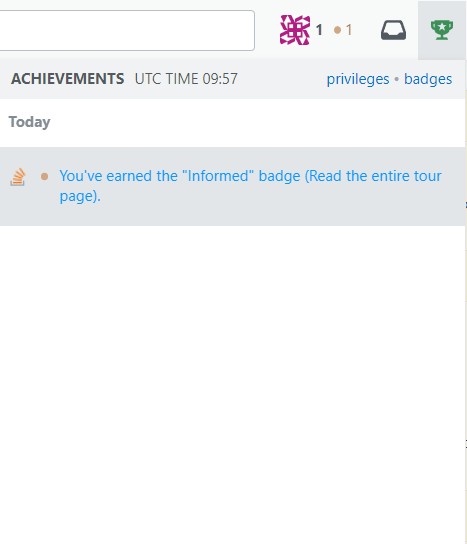 1 ● 1
ACHIEVEMENTS UTC TIME 09:57 privileges • badges
Today
You've earned the "Informed" badge (Read the entire tour
page).